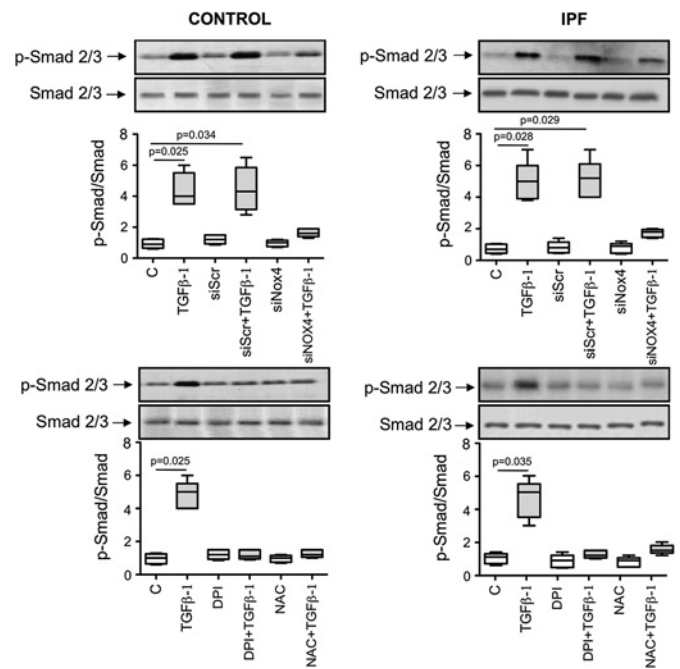 CONTROL
p-Smad 2/3
Smad 2/3
p-Smad/Smad
8
6
4
2
0
p=0.034
p=0.025
C
TGFβ-1
siScr
siScr+TGFβ-1
siNox4
siNOX4+TGFβ-1
IPF
p-Smad 2/3
Smad 2/3
p-Smad/Smad
8
6
4
2
0
p=0.029
p=0.028
C
TGFβ-1
siScr
siScr+TGFβ-1
siNox4
siNOX4+TGFβ-1
p-Smad 2/3
Smad 2/3
p-Smad/Smad
8
6
4
2
0
p=0.025
C
TGFβ-1
DPI
DPI+TGFβ-1
NAC
NAC+TGFβ-1
p-Smad 2/3
Smad 2/3
p-Smad/Smad
8
6
4
2
0
p=0.035
C
TGFβ-1
DPI
DPI+TGFβ-1
NAC
NAC+TGFβ-1